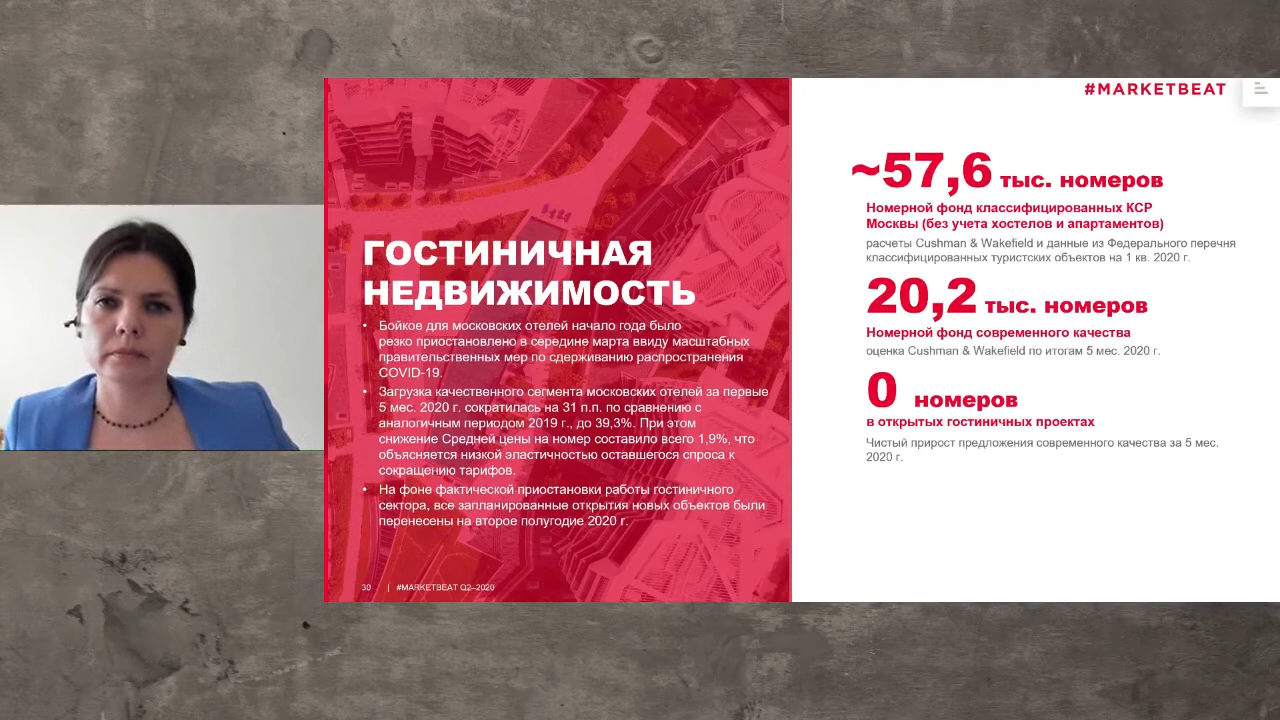 #MARKETBEAT
ГОСТИНИЧНАЯ
НЕДВИЖИМОСТЬ
• Бойкое для московских отелей начало года было
резко приостановлено в середине марта ввиду масштабных
правительственных мер по сдерживанию распространения
COVID-19.
• Загрузка качественного сегмента московских отелей за первые
5 мес. 2020 г. сократилась на 31 п.п. по сравнению с
аналогичным периодом 2019 г., до 39,3%. При этом
снижение Средней цены на номер составило всего 1,9%, что
объясняется низкой эластичностью оставшегося спроса к
сокращению тарифов.
• На фоне фактической приостановки работы гостиничного
сектора, все запланированные открытия новых объектов были
перенесены на второе полугодие 2020 г.
30 | #MARKETBEAT Q2–2020
~57,6 тыс. номеров
Номерной фонд классифицированных КСР
Москвы (без учета хостелов и апартаментов)
расчеты Cushman & Wakefield и данные из Федерального перечня
классифицированных туристских объектов на 1 кв. 2020 г.
20,2 тыс. номеров
Номерной фонд современного качества
оценка Cushman & Wakefield по итогам 5 мес. 2020 г.
0 номеров
в открытых гостиничных проектах
Чистый прирост предложения современного качества за 5 мес.
2020 г.